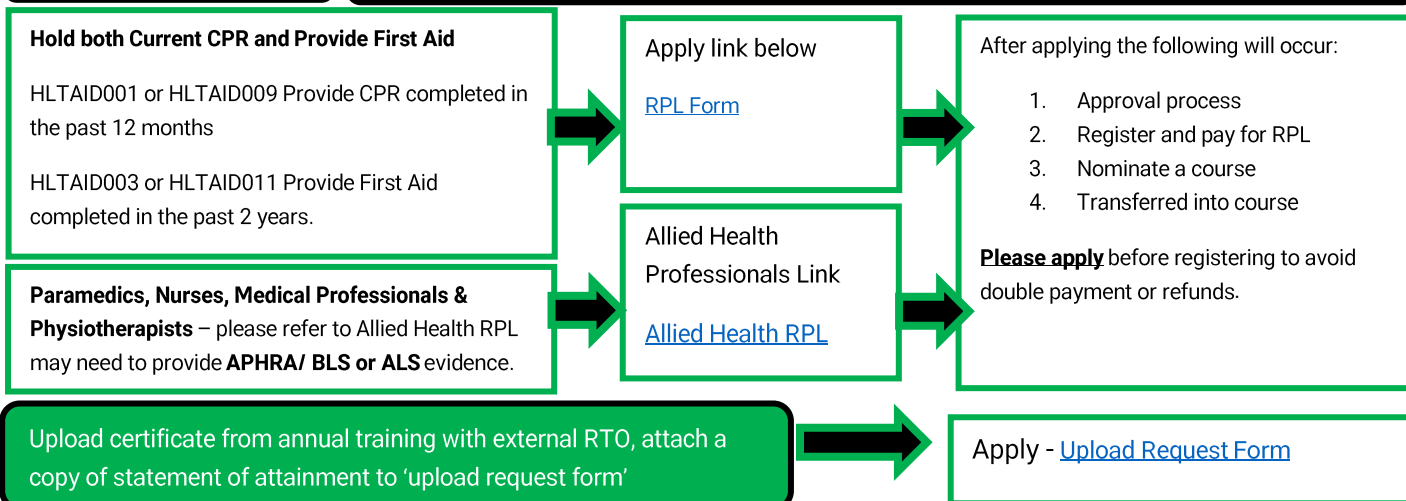 Hold both Current CPR and Provide First Aid
HLTAID001 or HLTAID009 Provide CPR completed in
the past 12 months
HLTAID003 or HLTAID011 Provide First Aid
completed in the past 2 years.
Apply link below
RPL Form
After applying the following will occur:
1. Approval process
2. Register and pay for RPL
3. Nominate a course
4. Transferred into course
Please apply before registering to avoid
double payment or refunds.
Paramedics, Nurses, Medical Professionals &
Physiotherapists – please refer to Allied Health RPL
may need to provide APHRA/ BLS or ALS evidence.
Allied Health
Professionals Link
Allied Health RPL
Upload certificate from annual training with external RTO, attach a
copy of statement of attainment to ‘upload request form’
Apply - Upload Request Form